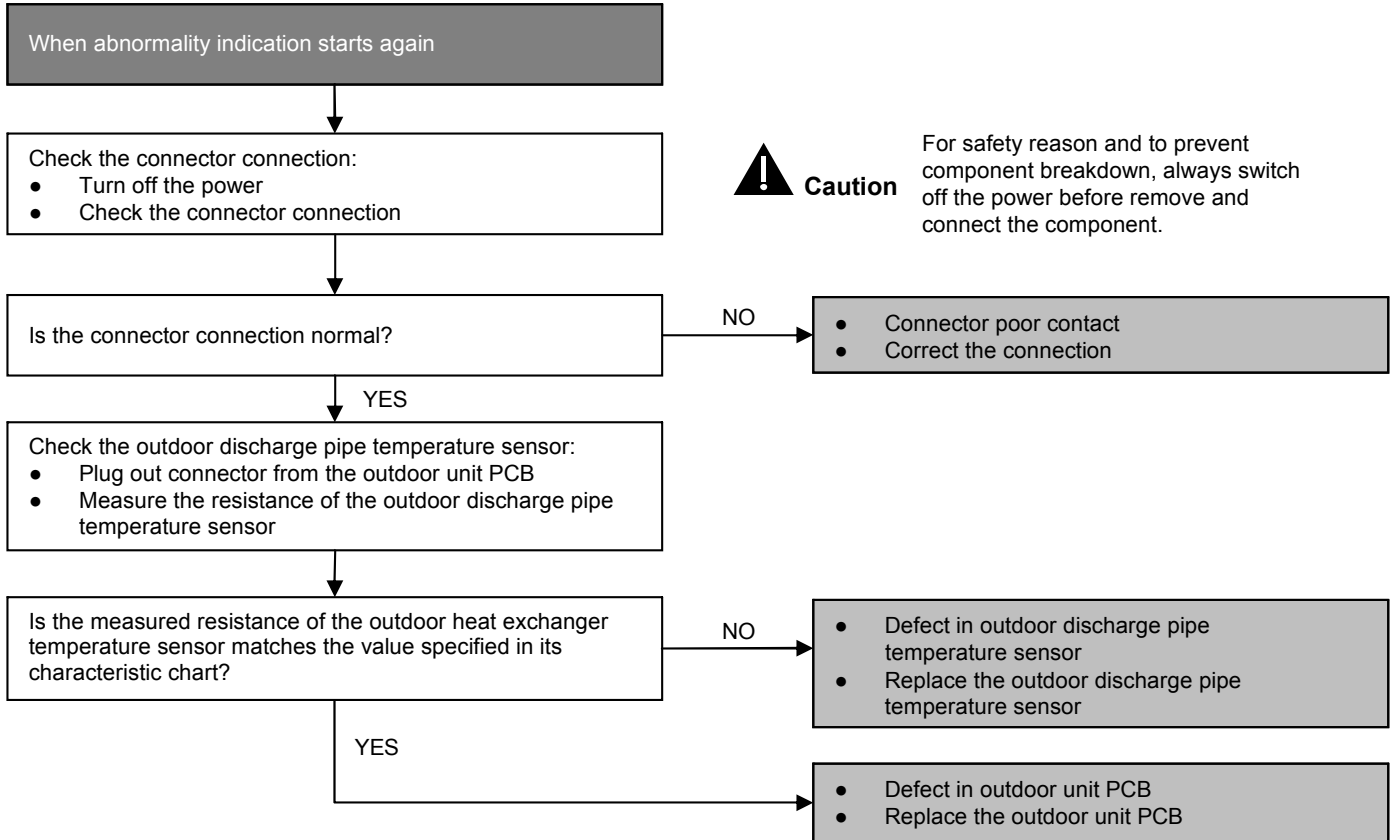 When abnormality indication starts again
Check the connector connection:
● Turn off the power
● Check the connector connection
Caution
For safety reason and to prevent
component breakdown, always switch
off the power before remove and
connect the component.
Is the connector connection normal?
NO
● Connector poor contact
● Correct the connection
YES
Check the outdoor discharge pipe temperature sensor:
● Plug out connector from the outdoor unit PCB
● Measure the resistance of the outdoor discharge pipe
temperature sensor
Is the measured resistance of the outdoor heat exchanger
temperature sensor matches the value specified in its
characteristic chart?
NO
● Defect in outdoor discharge pipe
temperature sensor
● Replace the outdoor discharge pipe
temperature sensor
YES
● Defect in outdoor unit PCB
● Replace the outdoor unit PCB